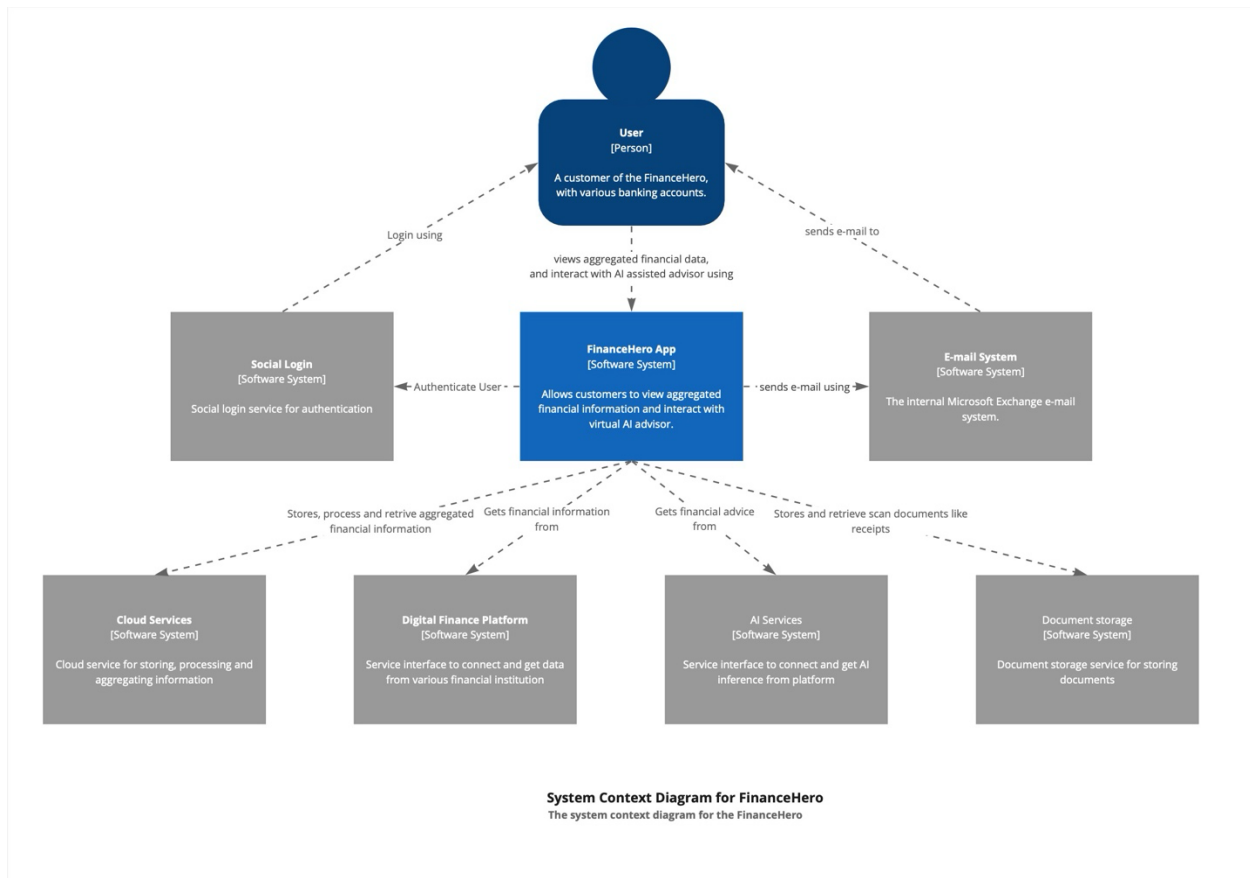 User
[Person]
A customer of the FinanceHero,
with various banking accounts.
Login using
sends e-mail to
views aggregated financial data,
and interact with AI assisted advisor using
Social Login
[Software System]
Social login service for authentication
Authenticate User
FinanceHero App
[Software System]
Allows customers to view aggregated
financial information and interact with
virtual AI advisor.
sends e-mail using
E-mail System
[Software System]
The internal Microsoft Exchange e-mail
system.
Stores, process and retrive aggregated
financial information
Gets financial information
from
Gets financial advice
from
Stores and retrieve scan documents like
receipts
Cloud Services
[Software System]
Cloud service for storing, processing and
aggregating information
Digital Finance Platform
[Software System]
Service interface to connect and get data
from various financial institution
AI Services
[Software System]
Service interface to connect and get AI
inference from platform
Document storage
[Software System]
Document storage service for storing
documents
System Context Diagram for FinanceHero
The system context diagram for the FinanceHero